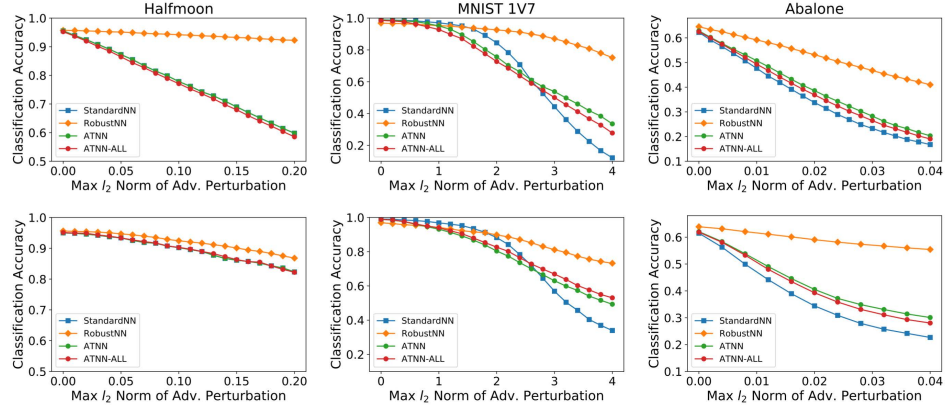 Halfmoon
Classification Accuracy
1.0
0.9
0.8
0.7
0.6
0.5
StandardNN
RobustNN
ATNN
ATNN-ALL
0.00 0.05 0.10 0.15 0.20
Max l2 Norm of Adv. Perturbation
MNIST 1V7
Classification Accuracy
1.0
0.8
0.6
0.4
0.2
StandardNN
RobustNN
ATNN
ATNN-ALL
0 1 2 3 4
Max l2 Norm of Adv. Perturbation
Abalone
Classification Accuracy
0.6
0.5
0.4
0.3
0.2
0.1
StandardNN
RobustNN
ATNN
ATNN-ALL
0.00 0.01 0.02 0.03 0.04
Max l2 Norm of Adv. Perturbation
Classification Accuracy
1.0
0.9
0.8
0.7
0.6
0.5
StandardNN
RobustNN
ATNN
ATNN-ALL
0.00 0.05 0.10 0.15 0.20
Max l2 Norm of Adv. Perturbation
Classification Accuracy
1.0
0.8
0.6
0.4
0.2
StandardNN
RobustNN
ATNN
ATNN-ALL
0 1 2 3 4
Max l2 Norm of Adv. Perturbation
Classification Accuracy
0.6
0.5
0.4
0.3
0.2
0.1
StandardNN
RobustNN
ATNN
ATNN-ALL
0.00 0.01 0.02 0.03 0.04
Max l2 Norm of Adv. Perturbation